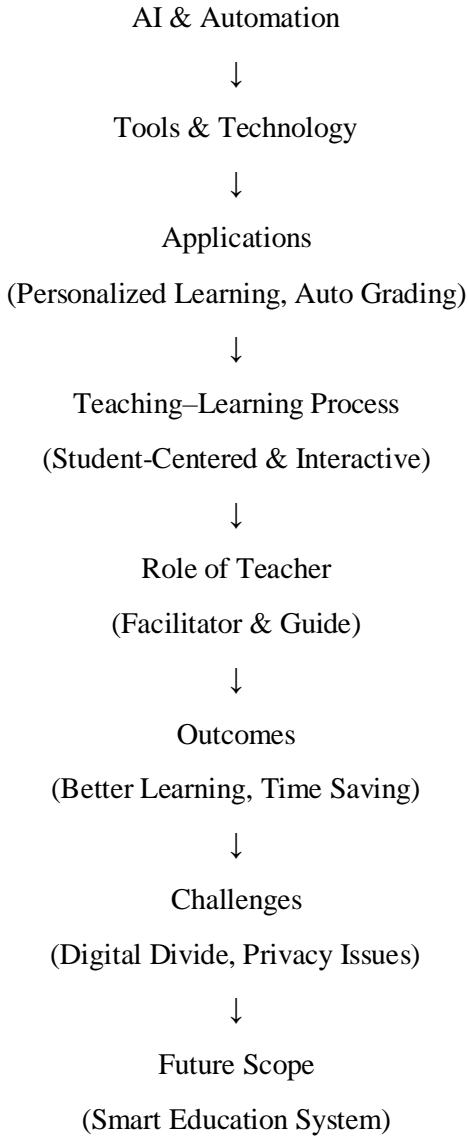 AI & Automation
↓
Tools & Technology
↓
Applications
(Personalized Learning, Auto Grading)
↓
Teaching–Learning Process
(Student-Centered & Interactive)
↓
Role of Teacher
(Facilitator & Guide)
↓
Outcomes
(Better Learning, Time Saving)
↓
Challenges
(Digital Divide, Privacy Issues)
↓
Future Scope
(Smart Education System)